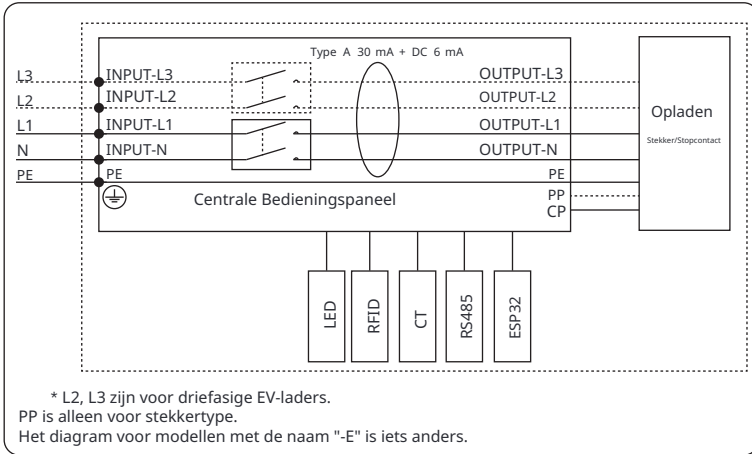 Type A 30 mA + DC 6 mA
L3 INPUT-L3 OUTPUT-L3
L2 INPUT-L2 OUTPUT-L2
L1 INPUT-L1 OUTPUT-L1
N INPUT-N OUTPUT-N
PE PE PE
Opladen
Stekker/Stopcontact
Centrale Bedieningspaneel
PP
CP
LED
RFID
CT
RS485
ESP32
* L2, L3 zijn voor driefasige EV-laders.
PP is alleen voor stekkertype.
Het diagram voor modellen met de naam "-E" is iets anders.